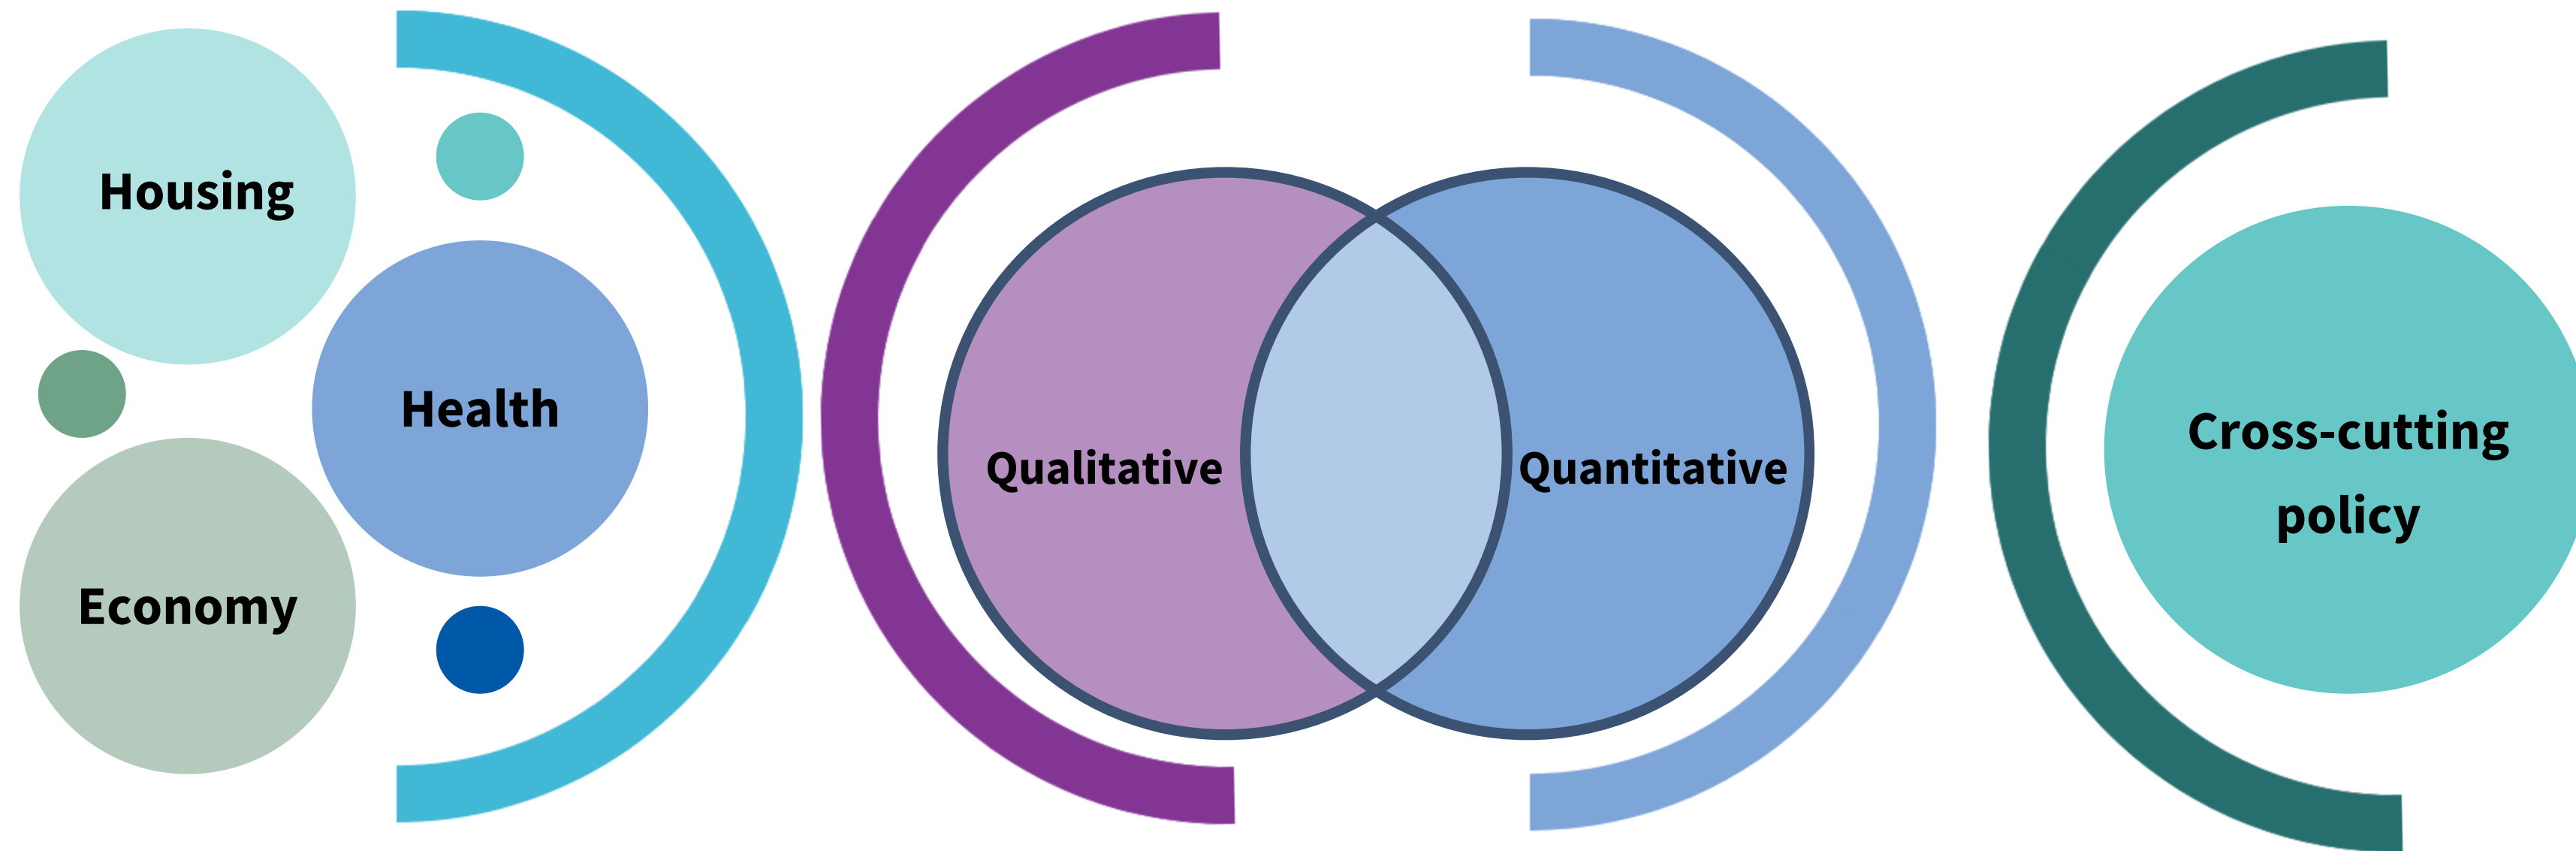 Housing
Health
Economy
Qualitative
Quantitative
Cross-cutting
policy